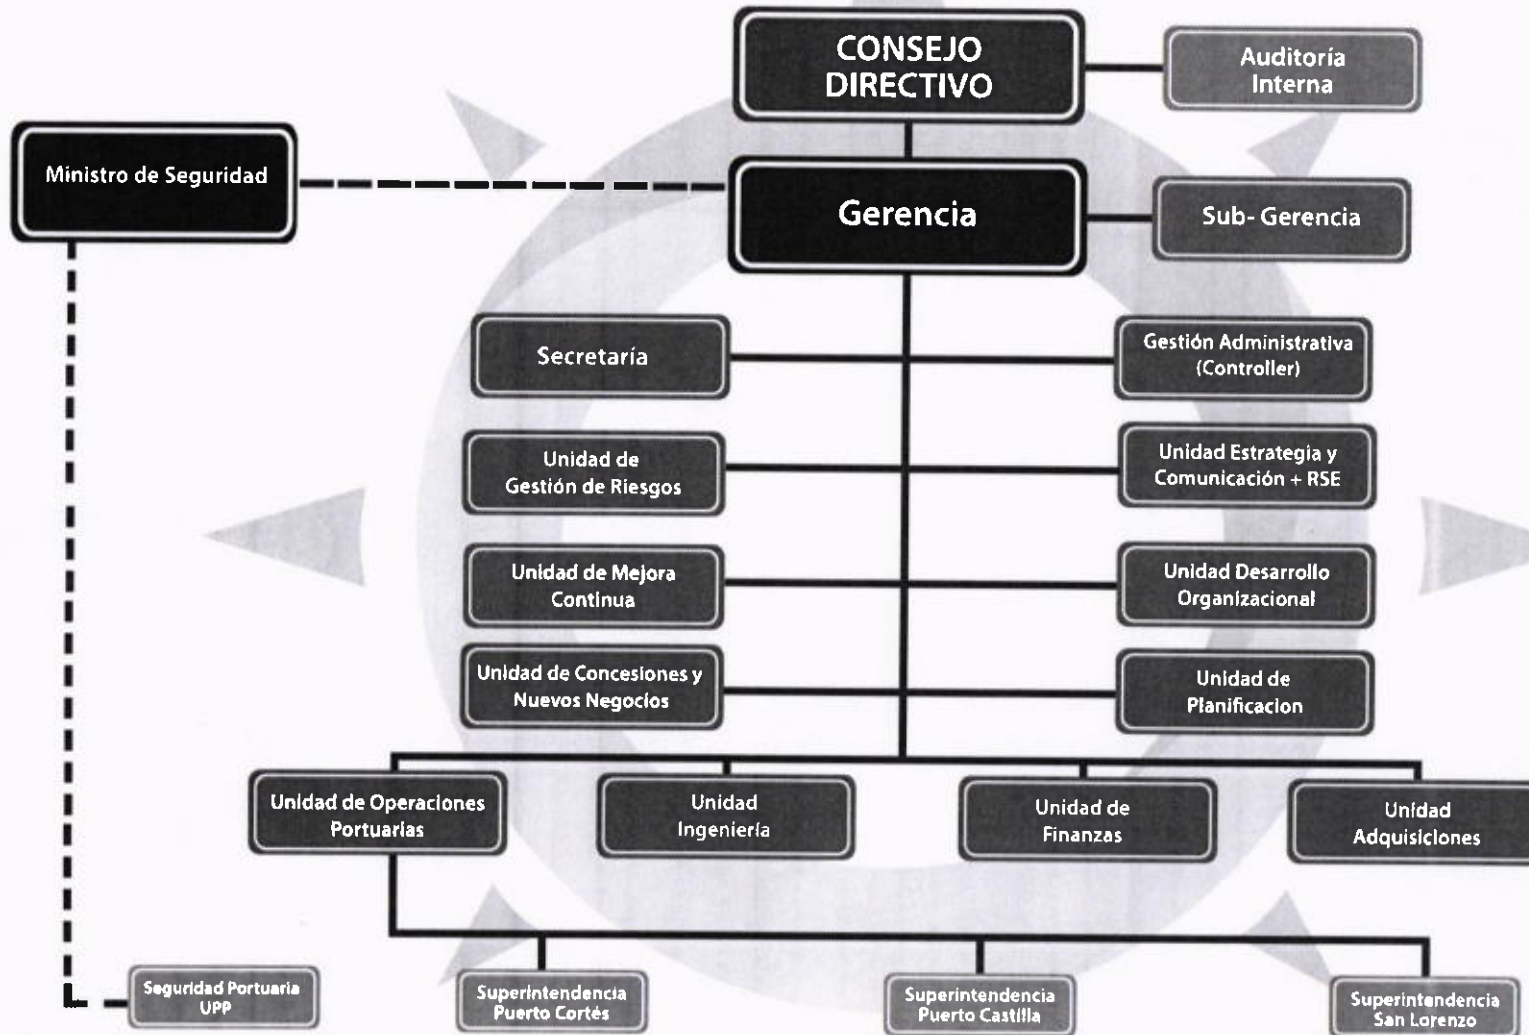 CONSEJO
DIRECTIVO
Auditoría
Interna
Ministro de Seguridad
Gerencia
Sub- Gerencia
Secretaría
Gestión Administrativa
(Controller)
Unidad de
Gestión de Riesgos
Unidad Estrategia y
Comunicación + RSE
Unidad de Mejora
Continua
Unidad Desarrollo
Organizacional
Unidad de Concesiones y
Nuevos Negocios
Unidad de
Planificacion
Unidad de Operaciones
Portuarias
Unidad
Ingeniería
Unidad de
Finanzas
Unidad
Adquisiciones
Seguridad Portuaria
UPP
Superintendencia
Puerto Cortés
Superintendencia
Puerto Castilla
Superintendencia
San Lorenzo